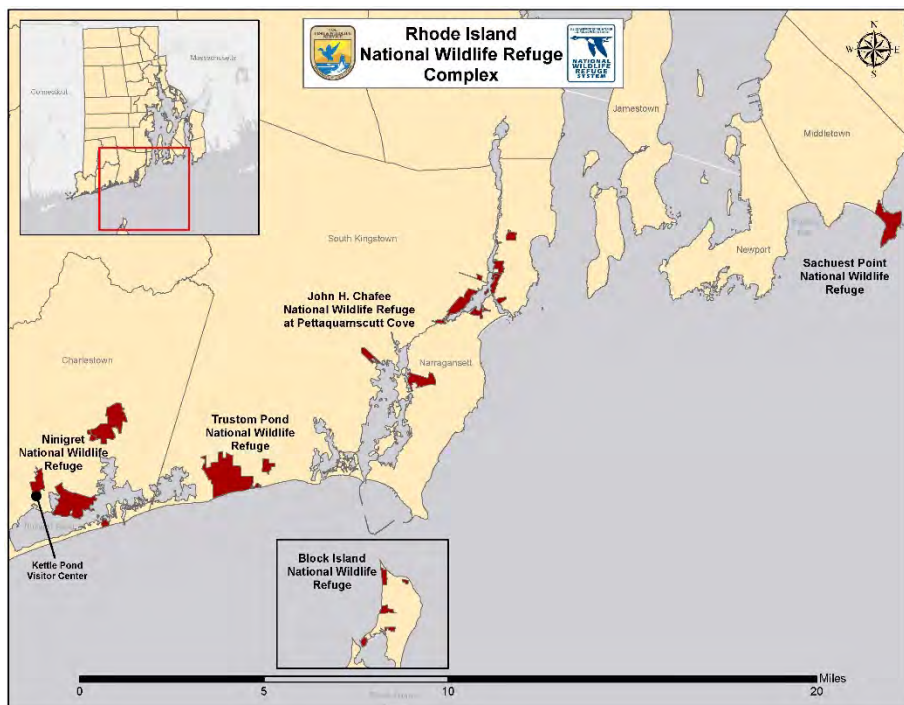 Rhode Island
National Wildlife Refuge
Complex
NATIONAL
WILDLIFE
REFUGE
SYSTEM
N
W
E
S
Massachusetts
Connecticut
Jamestown
Middletown
South Kingstown
Newport
Sachuest Point
National Wildlife
Refuge
John H. Chafee
National Wildlife Refuge
at Pettaquamscutt Cove
Narragansett
Charlestown
Trustom Pond
National Wildlife
Refuge
Ninigret
National Wildlife
Refuge
Kettle Pond
Visitor Center
Block Island
National Wildlife
Refuge
Miles
0
5
10
20